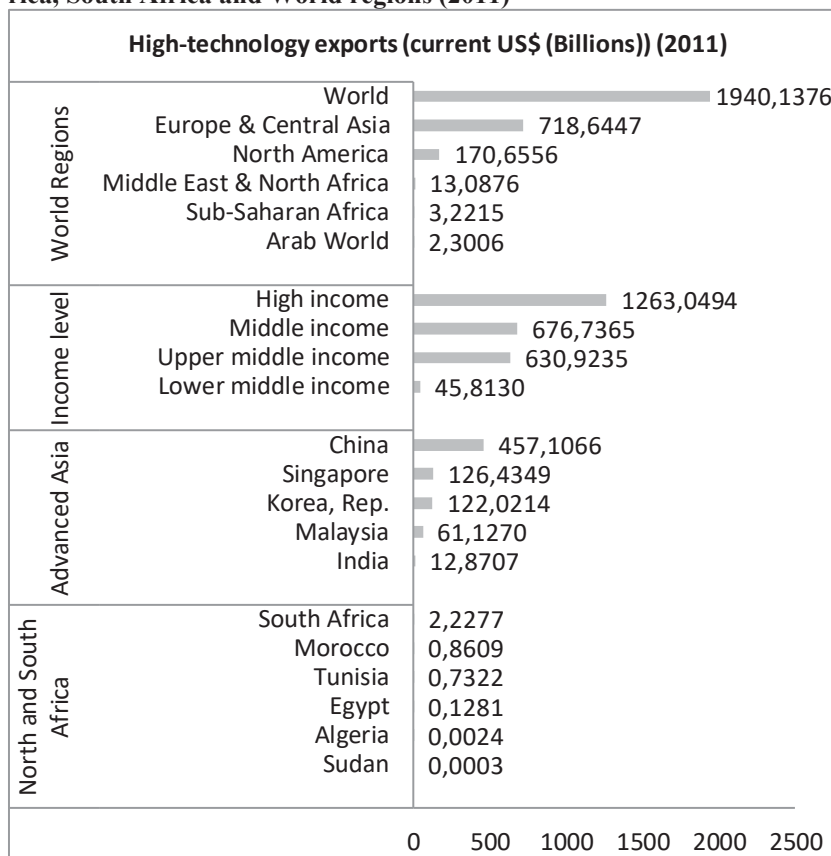 rica, South Africa and World regions (2011)
High-technology exports (current US$ (Billions)) (2011)
World Regions
World 1940,1376
Europe & Central Asia 718,6447
North America 170,6556
Middle East & North Africa 13,0876
Sub-Saharan Africa 3,2215
Arab World 2,3006
Income level
High income 1263,0494
Middle income 676,7365
Upper middle income 630,9235
Lower middle income 45,8130
Advanced Asia
China 457,1066
Singapore 126,4349
Korea, Rep. 122,0214
Malaysia 61,1270
India 12,8707
North and South
Africa
South Africa 2,2277
Morocco 0,8609
Tunisia 0,7322
Egypt 0,1281
Algeria 0,0024
Sudan 0,0003
0 500 1000 1500 2000 2500